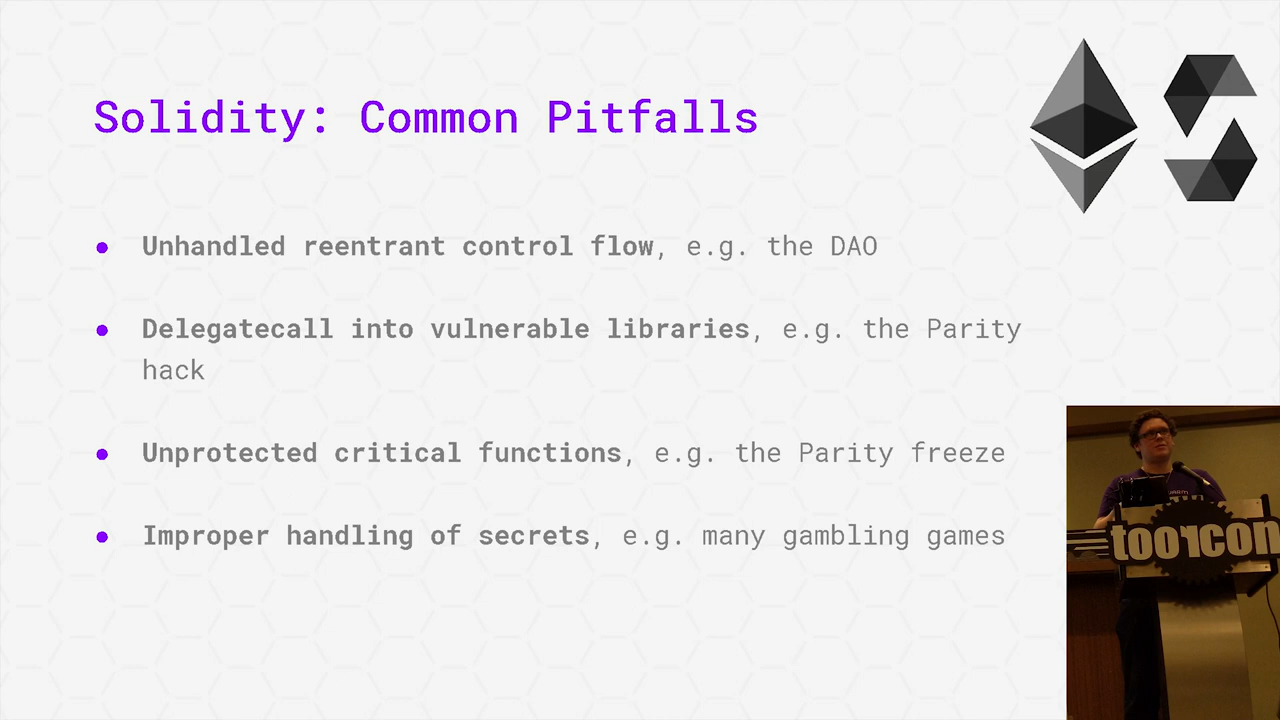 Solidity: Common Pitfalls
● Unhandled reentrant control flow, e.g. the DAO
● Delegatecall into vulnerable libraries, e.g. the Parity
hack
● Unprotected critical functions, e.g. the Parity freeze
● Improper handling of secrets, e.g. many gambling games
toorcon